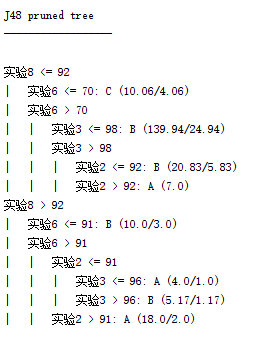 J48 pruned tree
------------------
实验8 <= 92
|   实验6 <= 70: C (10.06/4.06)
|   实验6 > 70
|   |   实验3 <= 98: B (139.94/24.94)
|   |   实验3 > 98
|   |   |   实验2 <= 92: B (20.83/5.83)
|   |   |   实验2 > 92: A (7.0)
实验8 > 92
|   实验6 <= 91: B (10.0/3.0)
|   实验6 > 91
|   |   实验2 <= 91
|   |   |   实验3 <= 96: A (4.0/1.0)
|   |   |   实验3 > 96: B (5.17/1.17)
|   |   实验2 > 91: A (18.0/2.0)